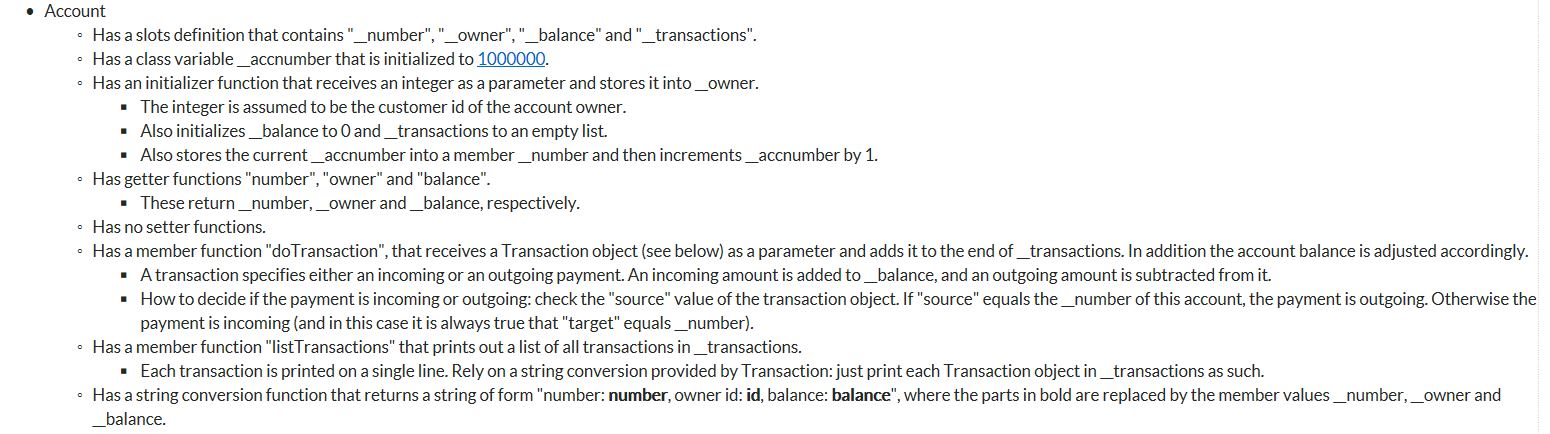 • Account
◦ Has a slots definition that contains "__number", "__owner", "__balance" and "__transactions".
◦ Has a class variable __accnumber that is initialized to 1000000.
◦ Has an initializer function that receives an integer as a parameter and stores it into __owner.
▪ The integer is assumed to be the customer id of the account owner.
▪ Also initializes __balance to 0 and __transactions to an empty list.
▪ Also stores the current __accnumber into a member __number and then increments __accnumber by 1.
◦ Has getter functions "number", "owner" and "balance".
▪ These return __number, __owner and __balance, respectively.
◦ Has no setter functions.
◦ Has a member function "doTransaction", that receives a Transaction object (see below) as a parameter and adds it to the end of __transactions. In addition the account balance is adjusted accordingly.
▪ A transaction specifies either an incoming or an outgoing payment. An incoming amount is added to __balance, and an outgoing amount is subtracted from it.
▪ How to decide if the payment is incoming or outgoing: check the "source" value of the transaction object. If "source" equals the __number of this account, the payment is outgoing. Otherwise the
payment is incoming (and in this case it is always true that "target" equals __number).
◦ Has a member function "listTransactions" that prints out a list of all transactions in __transactions.
▪ Each transaction is printed on a single line. Rely on a string conversion provided by Transaction: just print each Transaction object in __transactions as such.
◦ Has a string conversion function that returns a string of form "number: number, owner id: id, balance: balance", where the parts in bold are replaced by the member values __number, __owner and
__balance.